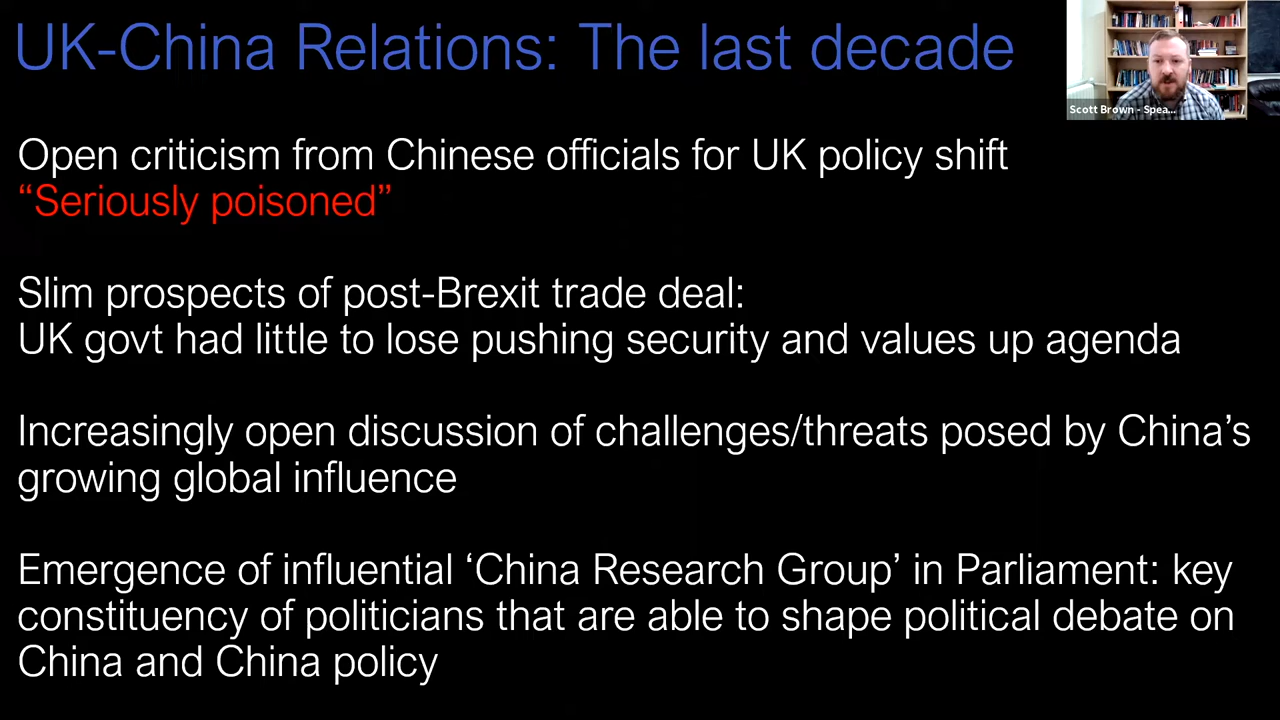 UK-China Relations: The last decade
Scott Brown - Spea...
Open criticism from Chinese officials for UK policy shift
“Seriously poisoned”
Slim prospects of post-Brexit trade deal:
UK govt had little to lose pushing security and values up agenda
Increasingly open discussion of challenges/threats posed by China’s
growing global influence
Emergence of influential ‘China Research Group’ in Parliament: key
constituency of politicians that are able to shape political debate on
China and China policy